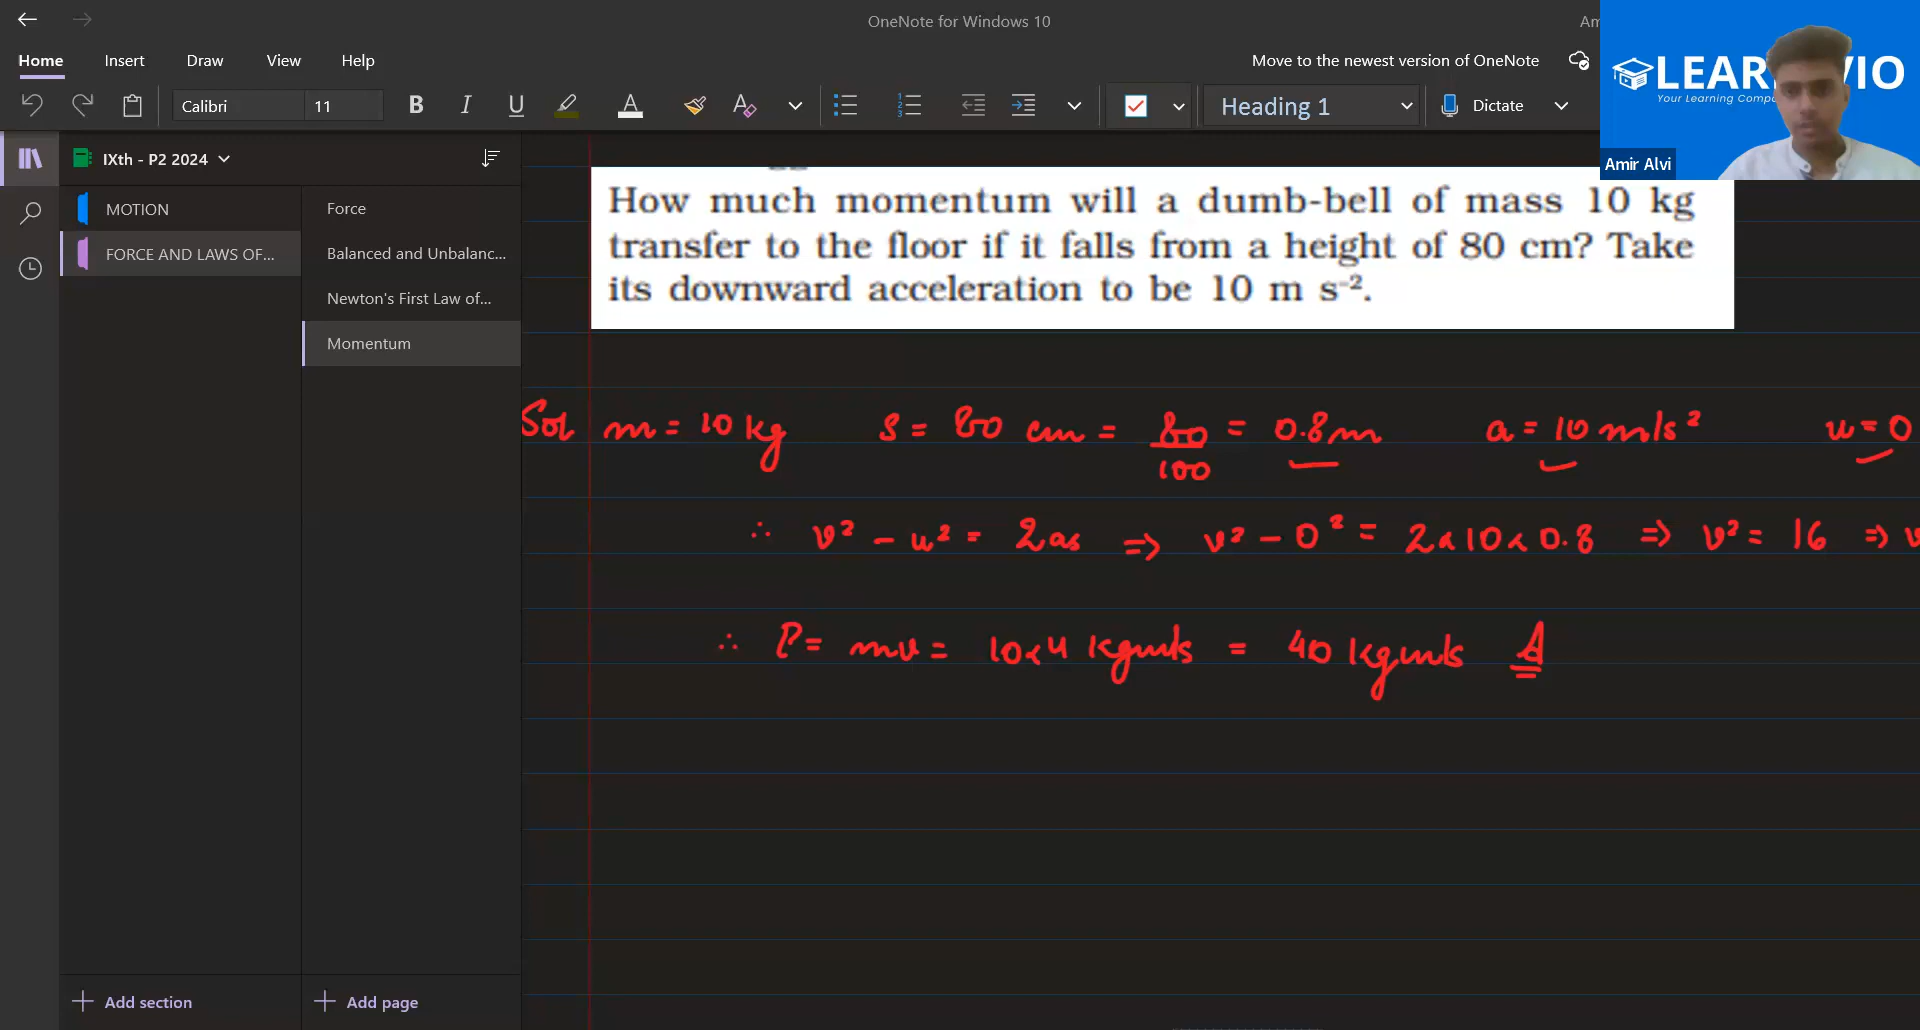 OneNote for Windows 10
Am
Home Insert Draw View Help
Move to the newest version of OneNote
Calibri 11 B I U A A Heading 1 Dictate
LEAR VIO
Your Learning Compa
Amir Alvi
IXth - P2 2024
MOTION
FORCE AND LAWS OF...
Force
Balanced and Unbalanc...
Newton's First Law of...
Momentum
How much momentum will a dumb-bell of mass 10 kg
transfer to the floor if it falls from a height of 80 cm? Take
its downward acceleration to be 10 m s⁻².
Sol m = 10 kg s = 80 cm = 80/100 = 0.8m a = 10 m/s² u = 0
∴ v² - u² = 2as ⇒ v² - 0² = 2 × 10 × 0.8 ⇒ v² = 16 ⇒ v
∴ P = mv = 10×4 kgm/s = 40 kgm/s A
Add section
Add page